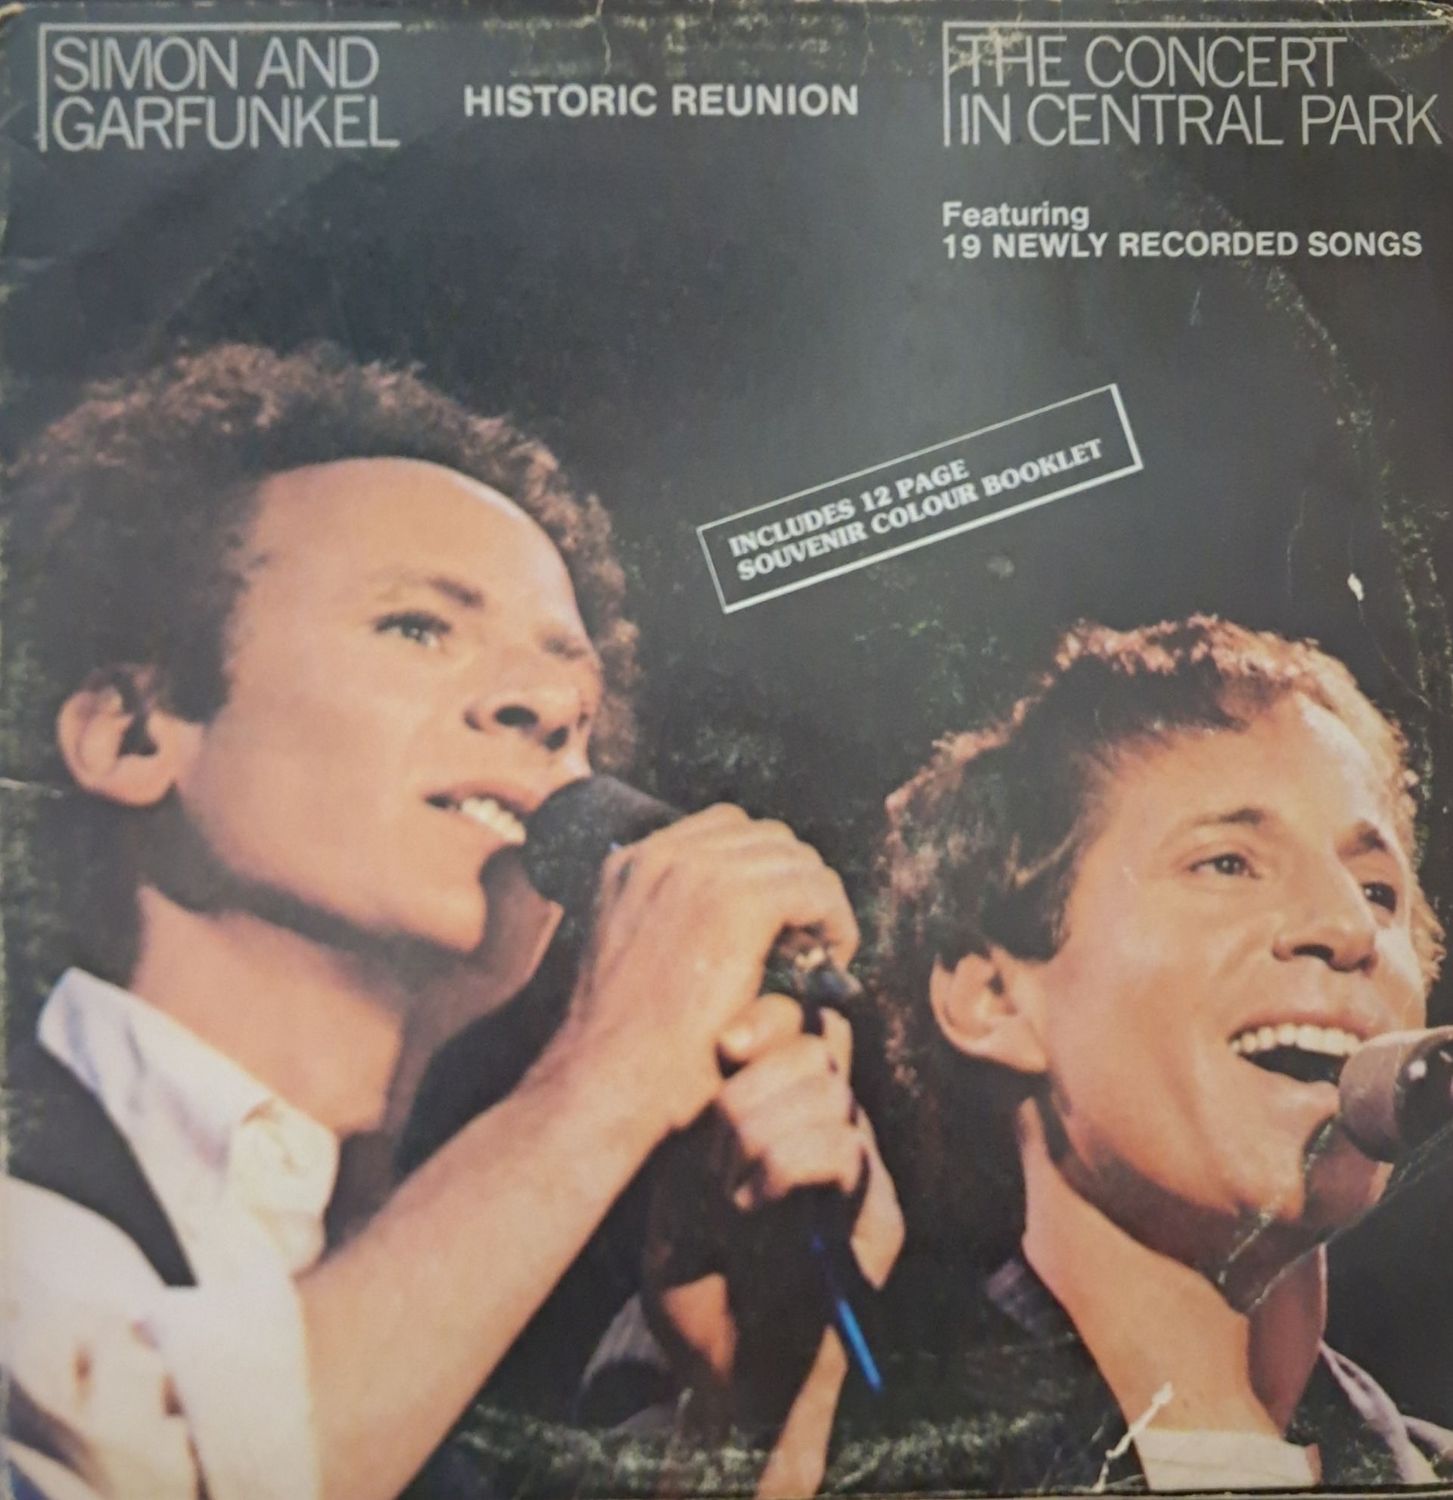 SIMON AND
GARFUNKEL
HISTORIC REUNION
THE CONCERT
IN CENTRAL PARK
Featuring
19 NEWLY RECORDED SONGS
INCLUDES 12 PAGE
SOUVENIR COLOUR BOOKLET